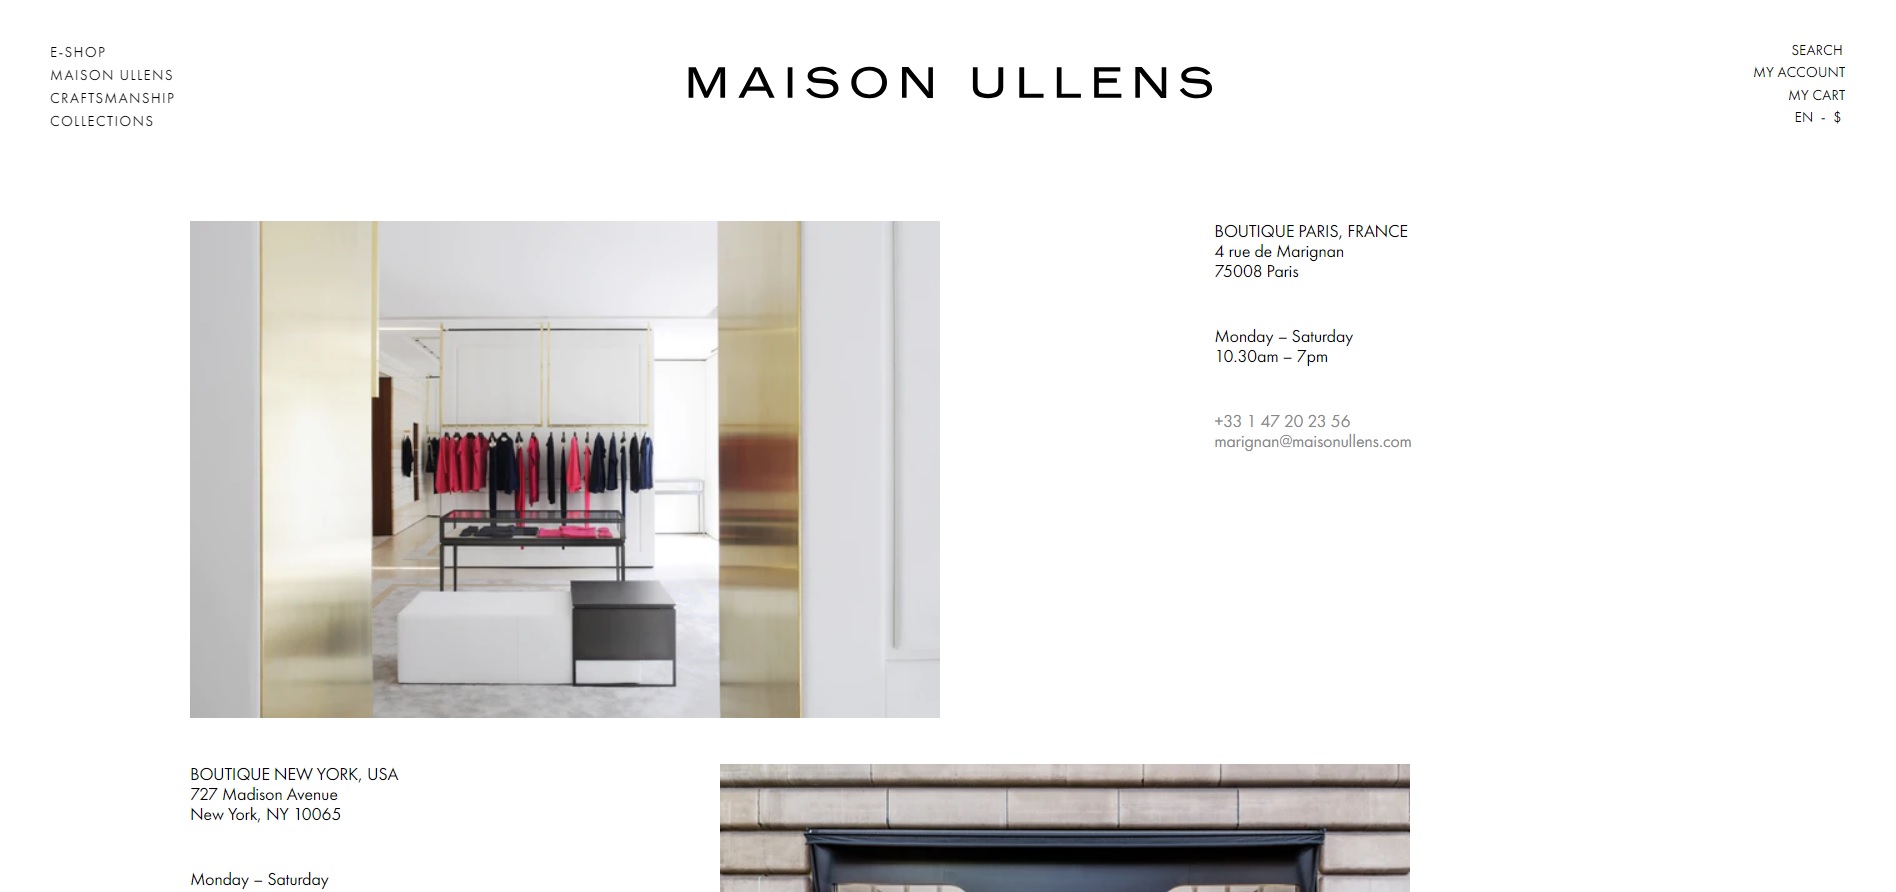 E-SHOP
MAISON ULLENS
CRAFTSMANSHIP
COLLECTIONS
MAISON ULLENS
SEARCH
MY ACCOUNT
MY CART
EN - $
BOUTIQUE PARIS, FRANCE
4 rue de Marignan
75008 Paris
Monday – Saturday
10.30am – 7pm
+33 1 47 20 23 56
marignan@maisonullens.com
BOUTIQUE NEW YORK, USA
727 Madison Avenue
New York, NY 10065
Monday – Saturday